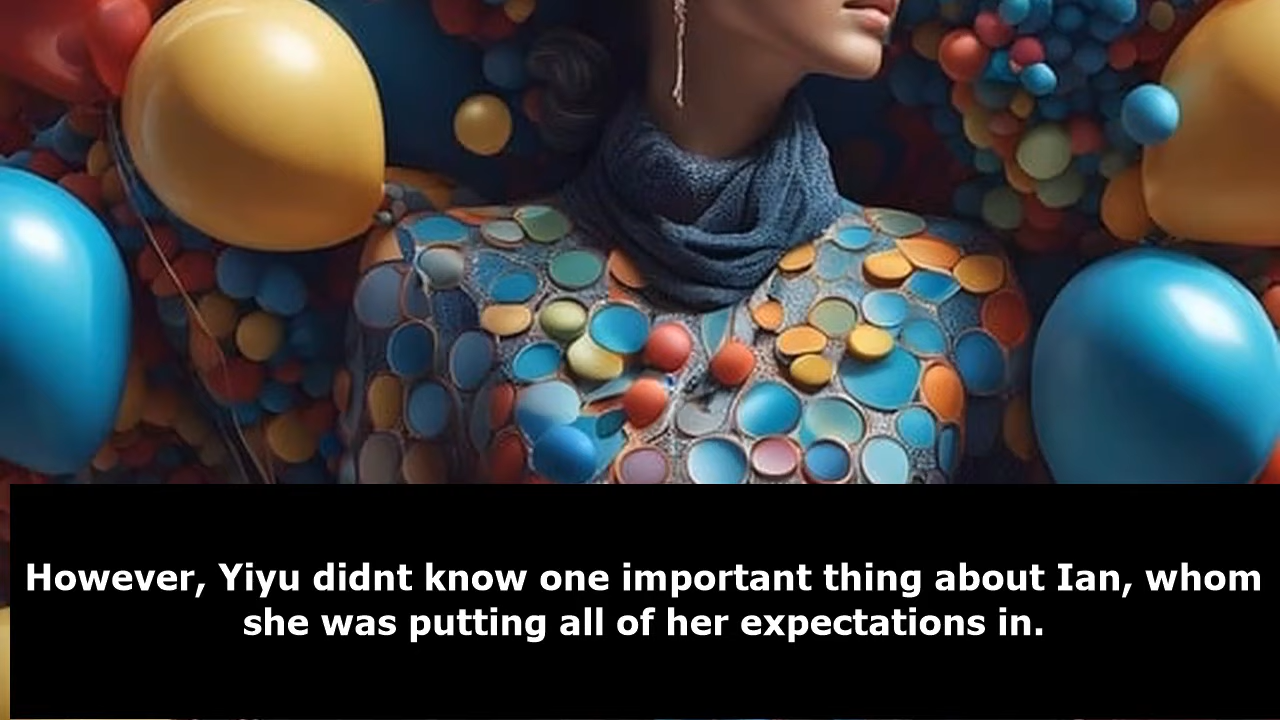 However, Yiyu didnt know one important thing about Ian, whom
she was putting all of her expectations in.